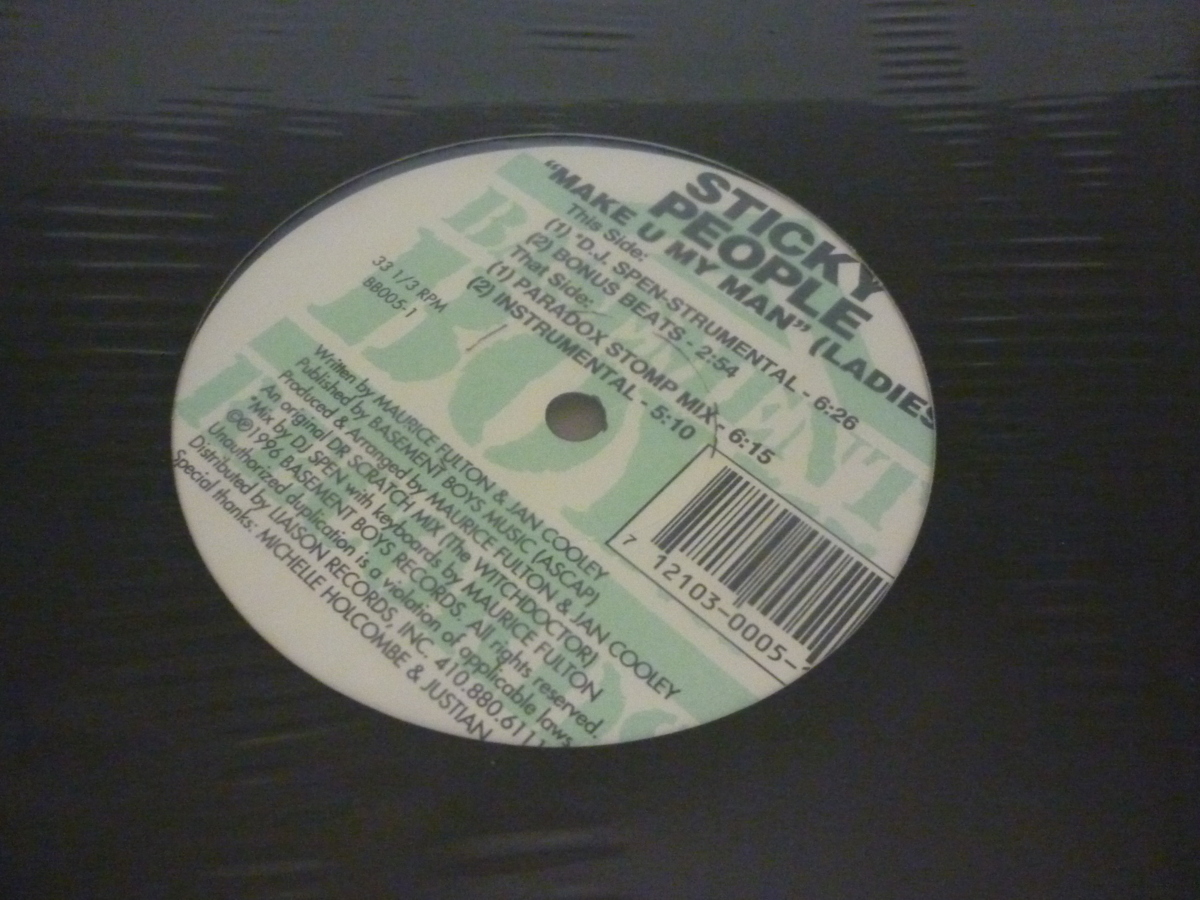 STICKY
PEOPLE
"MAKE U MY MAN" (LADIES
This Side:
(1) *D.J. SPEN-STRUMENTAL - 6:26
(2) BONUS BEATS - 2:54
That Side:
(1) PARADOX STOMP MIX - 6:15
(2) INSTRUMENTAL - 5:10
33 1/3 RPM
BB005-1
7 12103-0005-
Written by MAURICE FULTON & JAN COOLEY
Published by BASEMENT BOYS MUSIC (ASCAP)
Produced & Arranged by MAURICE FULTON & JAN COOLEY
An original DR SCRATCH MIX (The WITCHDOCTOR)
*Mix by DJ SPEN with keyboards by MAURICE FULTON
©℗1996 BASEMENT BOYS RECORDS. All rights reserved.
Unauthorized duplication is a violation of applicable laws.
Distributed by LIAISON RECORDS, INC. 410.880.6111
Special thanks: MICHELLE HOLCOMBE & JUSTIAN